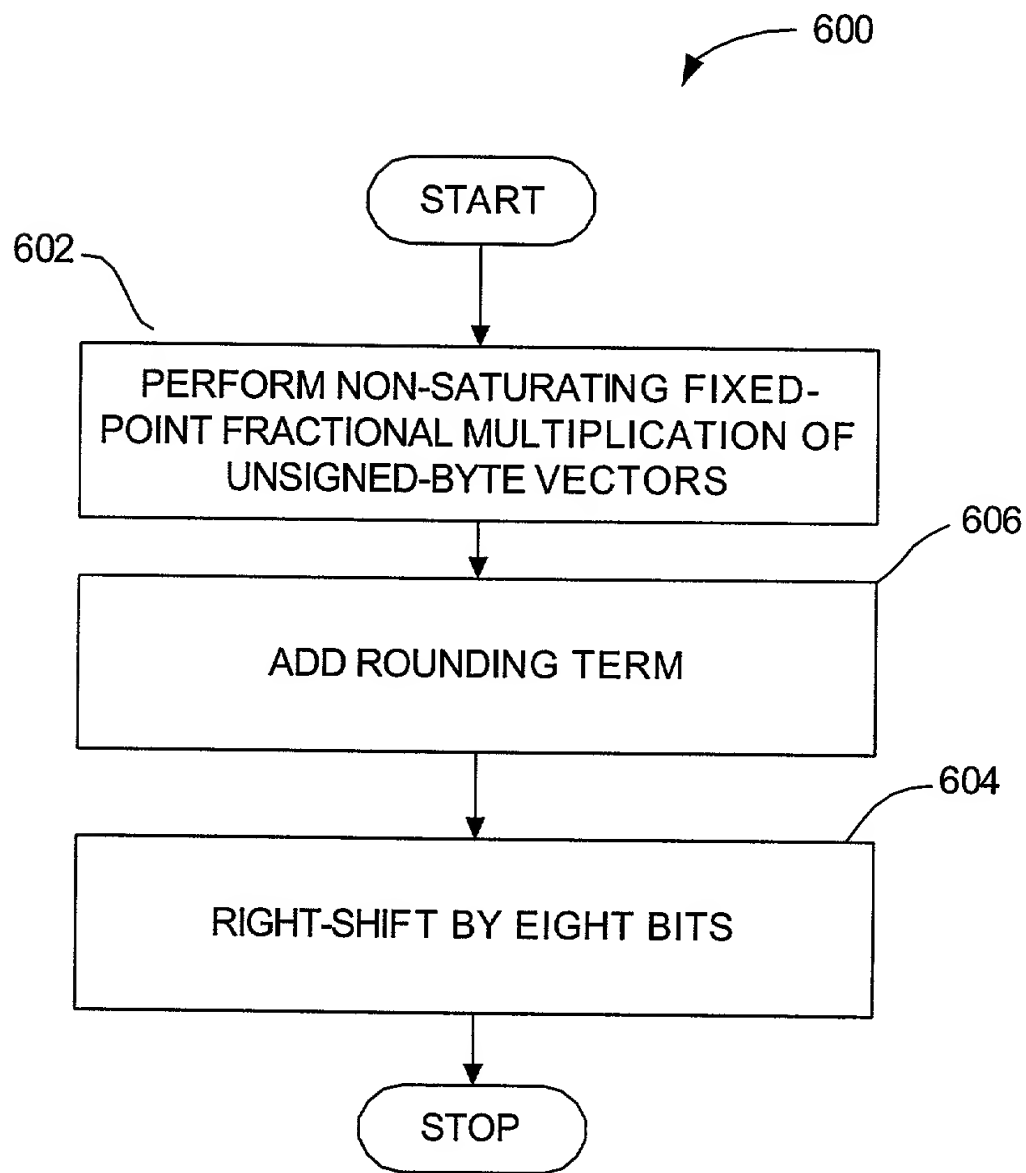 600
START
602
PERFORM NON-SATURATING FIXED-
POINT FRACTIONAL MULTIPLICATION OF
UNSIGNED-BYTE VECTORS
606
ADD ROUNDING TERM
604
RIGHT-SHIFT BY EIGHT BITS
STOP